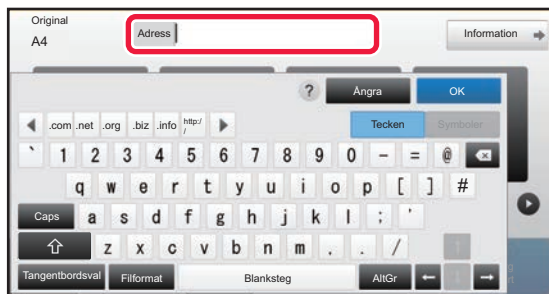 Original
A4
Adress
Information
? Ångra OK
.com .net .org .biz .info http://
Tecken Symboler
` 1 2 3 4 5 6 7 8 9 0 - = @
q w e r t y u i o p [ ] #
Caps a s d f g h j k l ; '
z x c v b n m , . /
Tangentbordsval Filformat Blanksteg AltGr